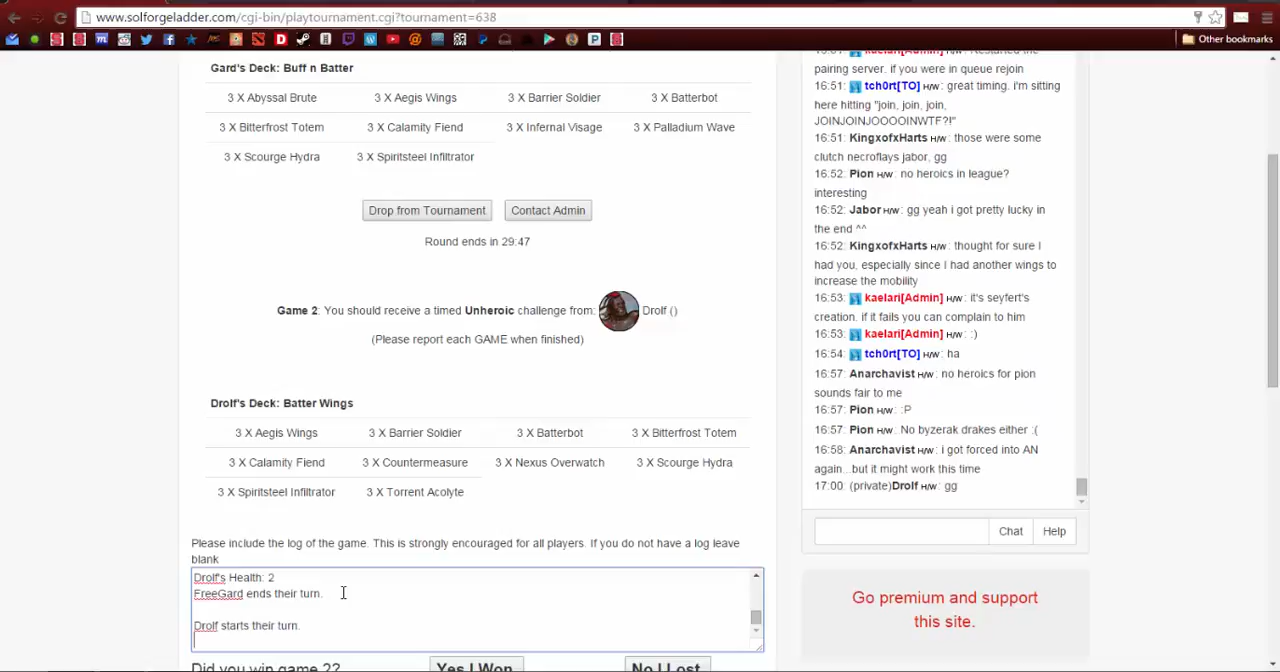 www.solforgeladder.com/cgi-bin/playtournament.cgi?tournament=638
Other bookmarks
Gard's Deck: Buff n Batter
3 X Abyssal Brute 3 X Aegis Wings 3 X Barrier Soldier 3 X Batterbot
3 X Bitterfrost Totem 3 X Calamity Fiend 3 X Infernal Visage 3 X Palladium Wave
3 X Scourge Hydra 3 X Spiritsteel Infiltrator
Drop from Tournament Contact Admin
Round ends in 29:47
Game 2: You should receive a timed Unheroic challenge from: Drolf ()
(Please report each GAME when finished)
Drolf's Deck: Batter Wings
3 X Aegis Wings 3 X Barrier Soldier 3 X Batterbot 3 X Bitterfrost Totem
3 X Calamity Fiend 3 X Countermeasure 3 X Nexus Overwatch 3 X Scourge Hydra
3 X Spiritsteel Infiltrator 3 X Torrent Acolyte
Please include the log of the game. This is strongly encouraged for all players. If you do not have a log leave
blank
Drolf's Health: 2
FreeGard ends their turn.
Drolf starts their turn.
Did you win game 2? Yes I Won No I Lost
pairing server. if you were in queue rejoin
16:51: tch0rt[TO] H/W: great timing. i'm sitting
here hitting "join, join, join,
JOINJOINJOOOOINWTF?!"
16:51: KingxofxHarts H/W: those were some
clutch necroflays jabor, gg
16:52: Pion H/W: no heroics in league?
interesting
16:52: Jabor H/W: gg yeah i got pretty lucky in
the end ^^
16:52: KingxofxHarts H/W: thought for sure I
had you, especially since I had another wings to
increase the mobility
16:53: kaelari[Admin] H/W: it's seyfert's
creation. if it fails you can complain to him
16:53: kaelari[Admin] H/W: :)
16:54: tch0rt[TO] H/W: ha
16:57: Anarchavist H/W: no heroics for pion
sounds fair to me
16:57: Pion H/W: :P
16:57: Pion H/W: No byzerak drakes either :(
16:58: Anarchavist H/W: i got forced into AN
again...but it might work this time
17:00: (private)Drolf H/W: gg
Chat Help
Go premium and support
this site.